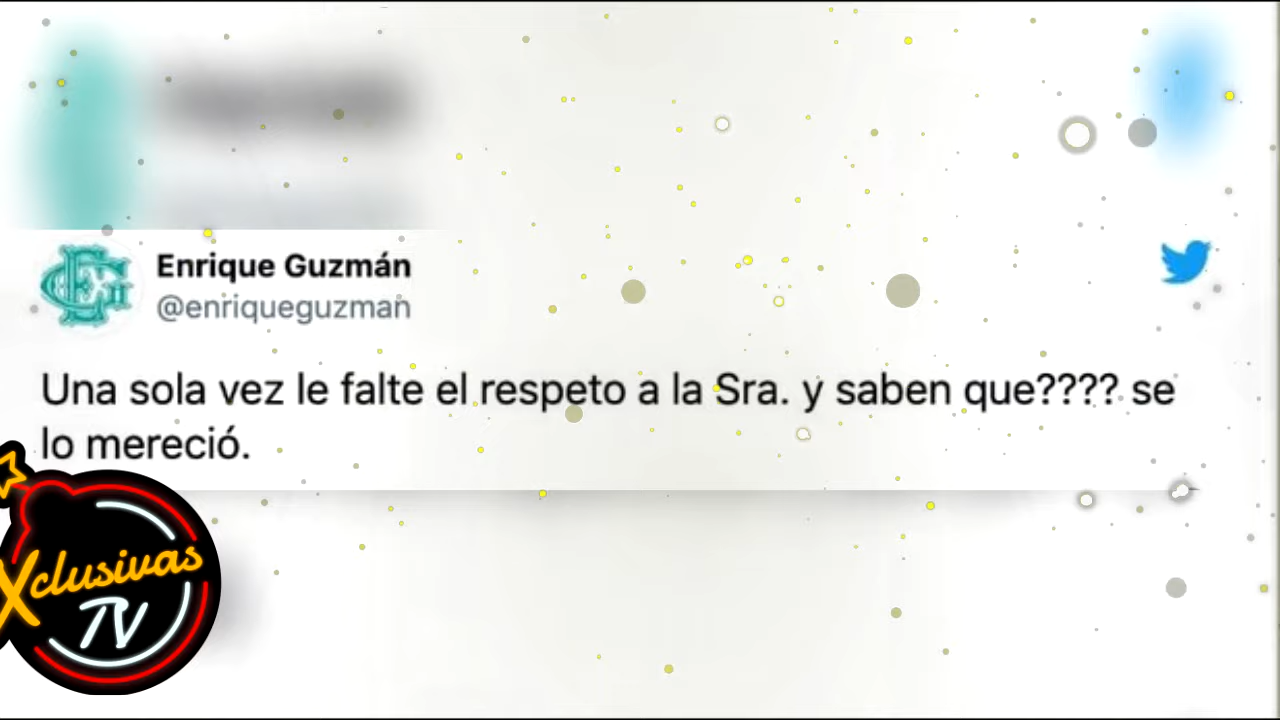 Enrique Guzmán
@enriqueguzman
Una sola vez le falte el respeto a la Sra. y saben que???? se
lo mereció.
Xclusivas
TV